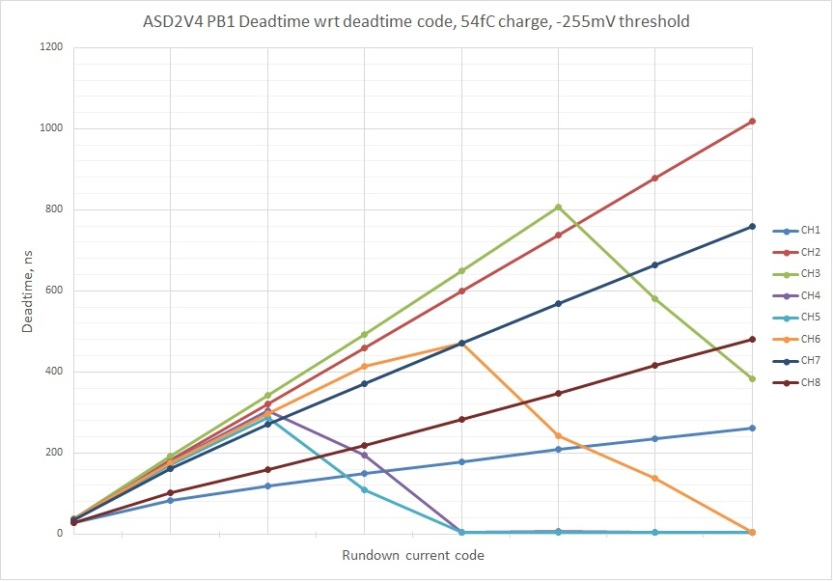 ASD2V4 PB1 Deadtime wrt deadtime code, 54fC charge, -255mV threshold
1200
1000
800
600
400
200
0
Deadtime, ns
Rundown current code
CH1
CH2
CH3
CH4
CH5
CH6
CH7
CH8